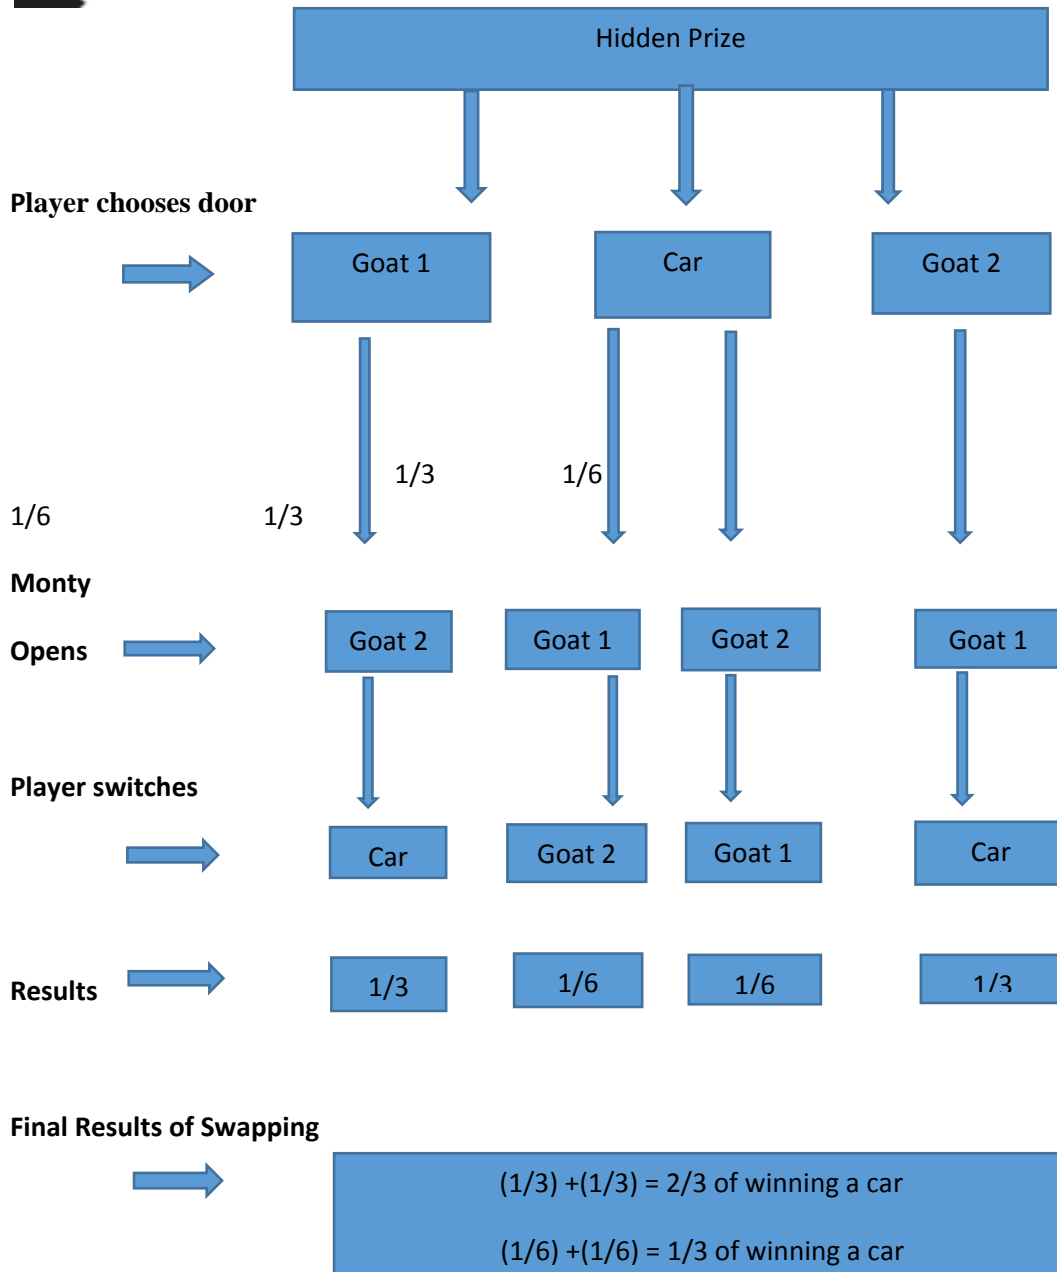 Hidden Prize
Player chooses door
Goat 1 Car Goat 2
1/3 1/6
1/6 1/3
Monty
Opens Goat 2 Goat 1 Goat 2 Goat 1
Player switches
Car Goat 2 Goat 1 Car
Results 1/3 1/6 1/6 1/3
Final Results of Swapping
(1/3) +(1/3) = 2/3 of winning a car
(1/6) +(1/6) = 1/3 of winning a car